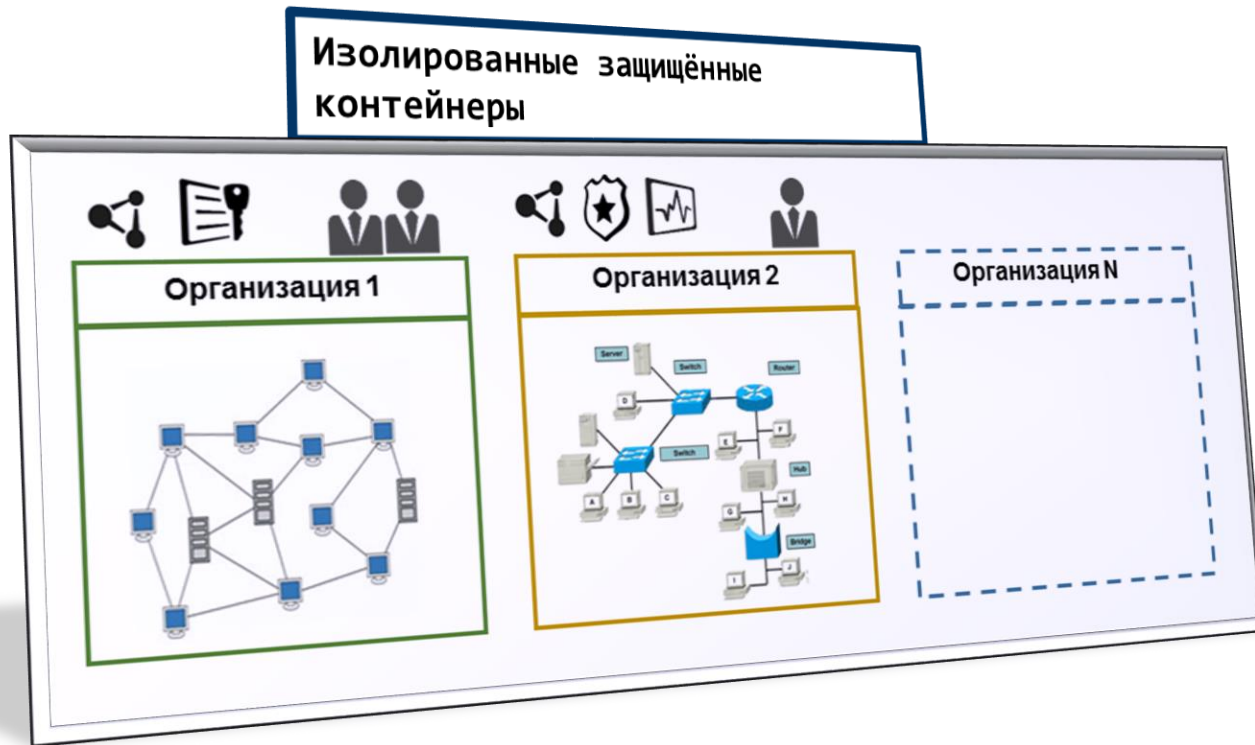 Изолированные защищённые
контейнеры
Организация 1
Организация 2
Организация N
Server
Switch
Router
D
E
F
Switch
Hub
A
B
C
G
H
Bridge
I
J